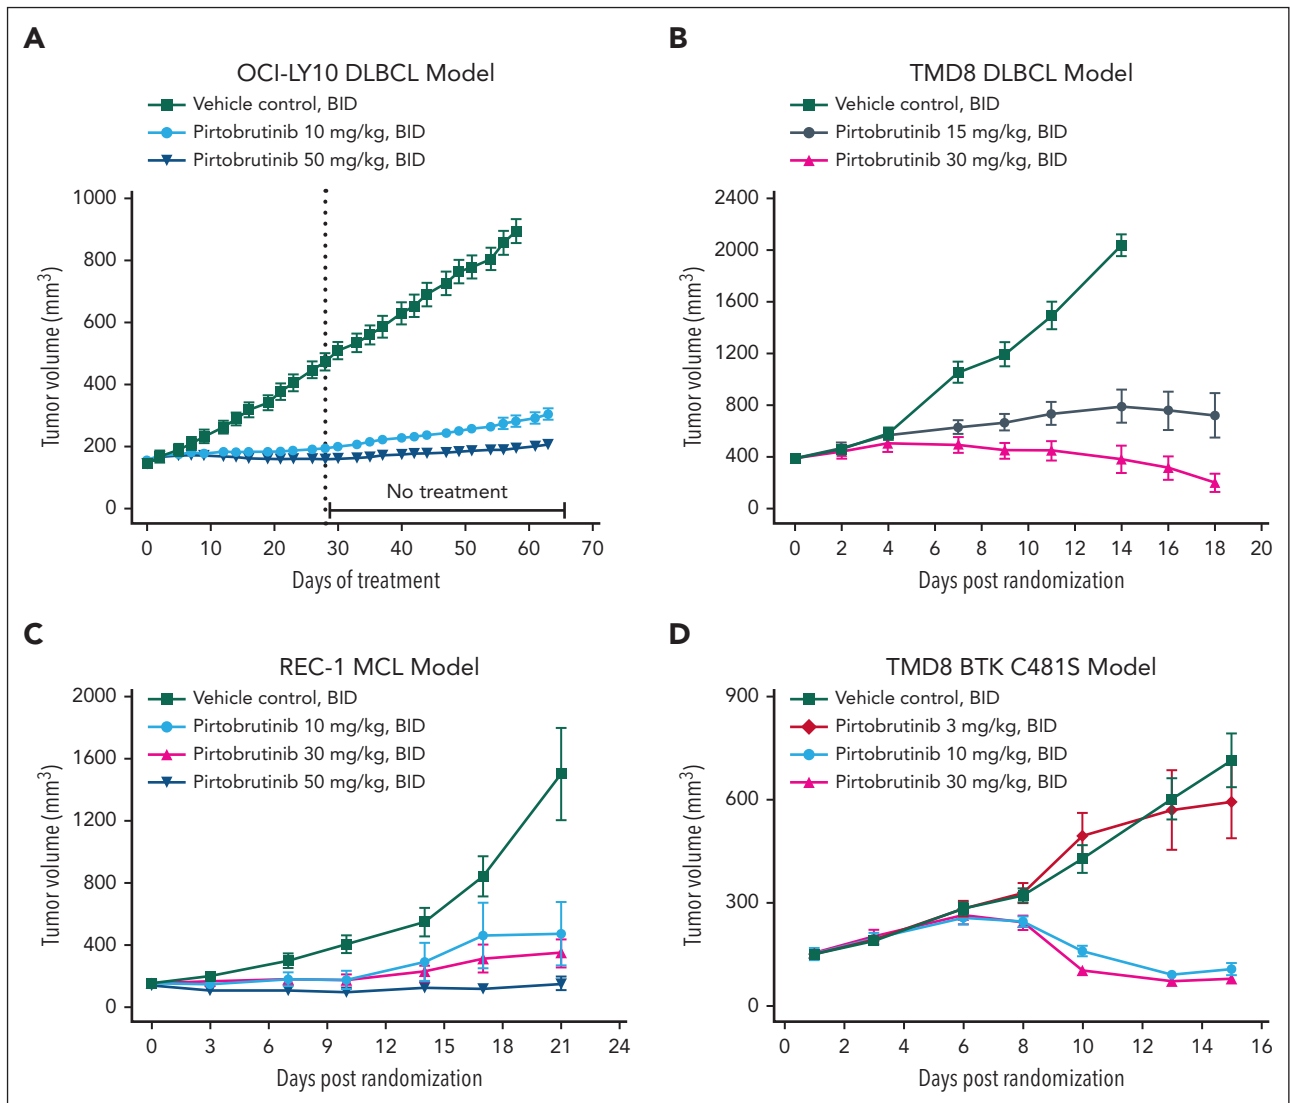 A
OCI-LY10 DLBCL Model
Vehicle control, BID
Pirtobrutinib 10 mg/kg, BID
Pirtobrutinib 50 mg/kg, BID
1000
800
600
400
200
0
Tumor volume (mm³)
No treatment
0 10 20 30 40 50 60 70
Days of treatment
B
TMD8 DLBCL Model
Vehicle control, BID
Pirtobrutinib 15 mg/kg, BID
Pirtobrutinib 30 mg/kg, BID
2400
2000
1600
1200
800
400
0
Tumor volume (mm³)
0 2 4 6 8 10 12 14 16 18 20
Days post randomization
C
REC-1 MCL Model
Vehicle control, BID
Pirtobrutinib 10 mg/kg, BID
Pirtobrutinib 30 mg/kg, BID
Pirtobrutinib 50 mg/kg, BID
2000
1600
1200
800
400
0
Tumor volume (mm³)
0 3 6 9 12 15 18 21 24
Days post randomization
D
TMD8 BTK C481S Model
Vehicle control, BID
Pirtobrutinib 3 mg/kg, BID
Pirtobrutinib 10 mg/kg, BID
Pirtobrutinib 30 mg/kg, BID
900
600
300
0
Tumor volume (mm³)
0 2 4 6 8 10 12 14 16
Days post randomization